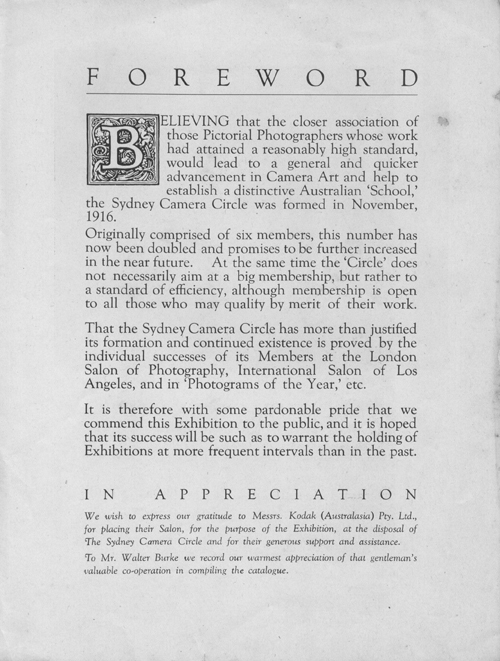 FOREWORD
BELIEVING that the closer association of
those Pictorial Photographers whose work
had attained a reasonably high standard,
would lead to a general and quicker
advancement in Camera Art and help to
establish a distinctive Australian ‘School,’
the Sydney Camera Circle was formed in November,
1916.
Originally comprised of six members, this number has
now been doubled and promises to be further increased
in the near future. At the same time the ‘Circle’ does
not necessarily aim at a big membership, but rather to
a standard of efficiency, although membership is open
to all those who may qualify by merit of their work.
That the Sydney Camera Circle has more than justified
its formation and continued existence is proved by the
individual successes of its Members at the London
Salon of Photography, International Salon of Los
Angeles, and in ‘Photograms of the Year,’ etc.
It is therefore with some pardonable pride that we
commend this Exhibition to the public, and it is hoped
that its success will be such as to warrant the holding of
Exhibitions at more frequent intervals than in the past.
IN APPRECIATION
We wish to express our gratitude to Messrs. Kodak (Australasia) Pty. Ltd.,
for placing their Salon, for the purpose of the Exhibition, at the disposal of
The Sydney Camera Circle and for their generous support and assistance.
To Mr. Walter Burke we record our warmest appreciation of that gentleman's
valuable co-operation in compiling the catalogue.